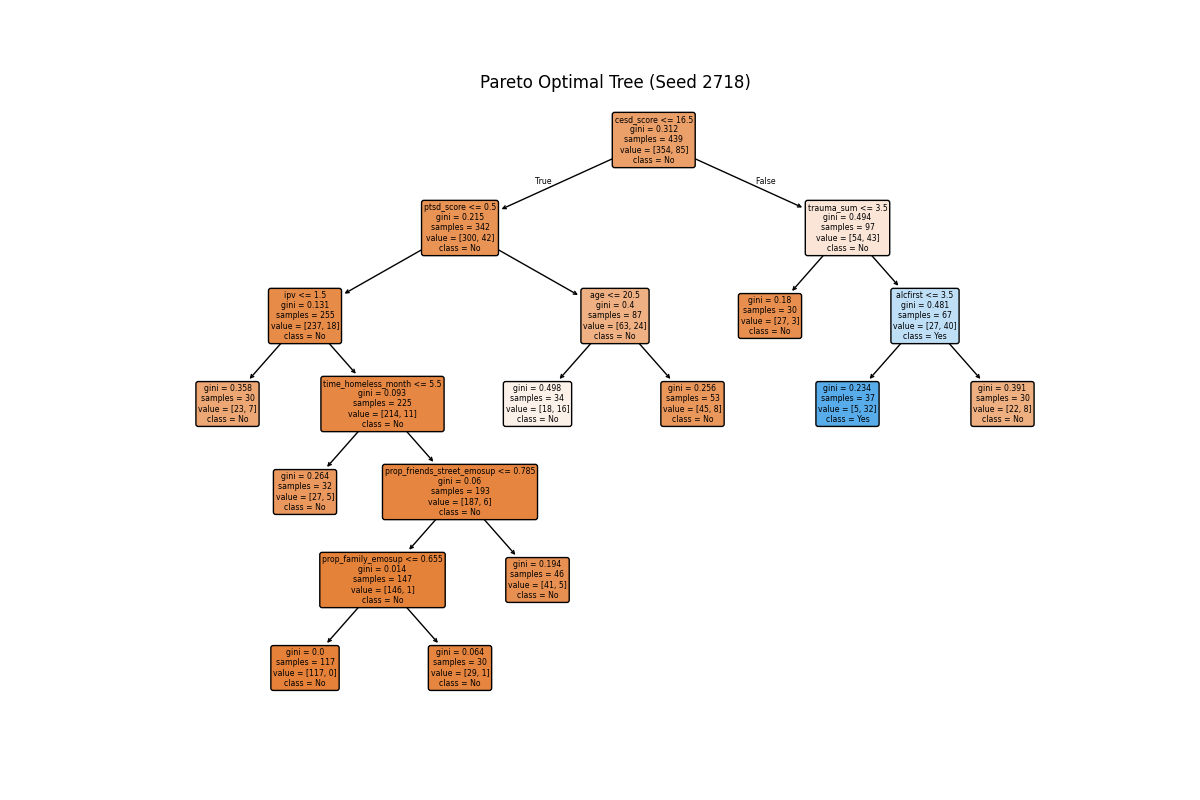 Pareto Optimal Tree (Seed 2718)
cesd_score <= 16.5
gini = 0.312
samples = 439
value = [354, 85]
class = No
True
False
ptsd_score <= 0.5
gini = 0.215
samples = 342
value = [300, 42]
class = No
trauma_sum <= 3.5
gini = 0.494
samples = 97
value = [54, 43]
class = No
ipv <= 1.5
gini = 0.131
samples = 255
value = [237, 18]
class = No
age <= 20.5
gini = 0.4
samples = 87
value = [63, 24]
class = No
gini = 0.18
samples = 30
value = [27, 3]
class = No
alcfirst <= 3.5
gini = 0.481
samples = 67
value = [27, 40]
class = Yes
gini = 0.358
samples = 30
value = [23, 7]
class = No
time_homeless_month <= 5.5
gini = 0.093
samples = 225
value = [214, 11]
class = No
gini = 0.498
samples = 34
value = [18, 16]
class = No
gini = 0.256
samples = 53
value = [45, 8]
class = No
gini = 0.234
samples = 37
value = [5, 32]
class = Yes
gini = 0.391
samples = 30
value = [22, 8]
class = No
gini = 0.264
samples = 32
value = [27, 5]
class = No
prop_friends_street_emosup <= 0.785
gini = 0.06
samples = 193
value = [187, 6]
class = No
prop_family_emosup <= 0.655
gini = 0.014
samples = 147
value = [146, 1]
class = No
gini = 0.194
samples = 46
value = [41, 5]
class = No
gini = 0.0
samples = 117
value = [117, 0]
class = No
gini = 0.064
samples = 30
value = [29, 1]
class = No